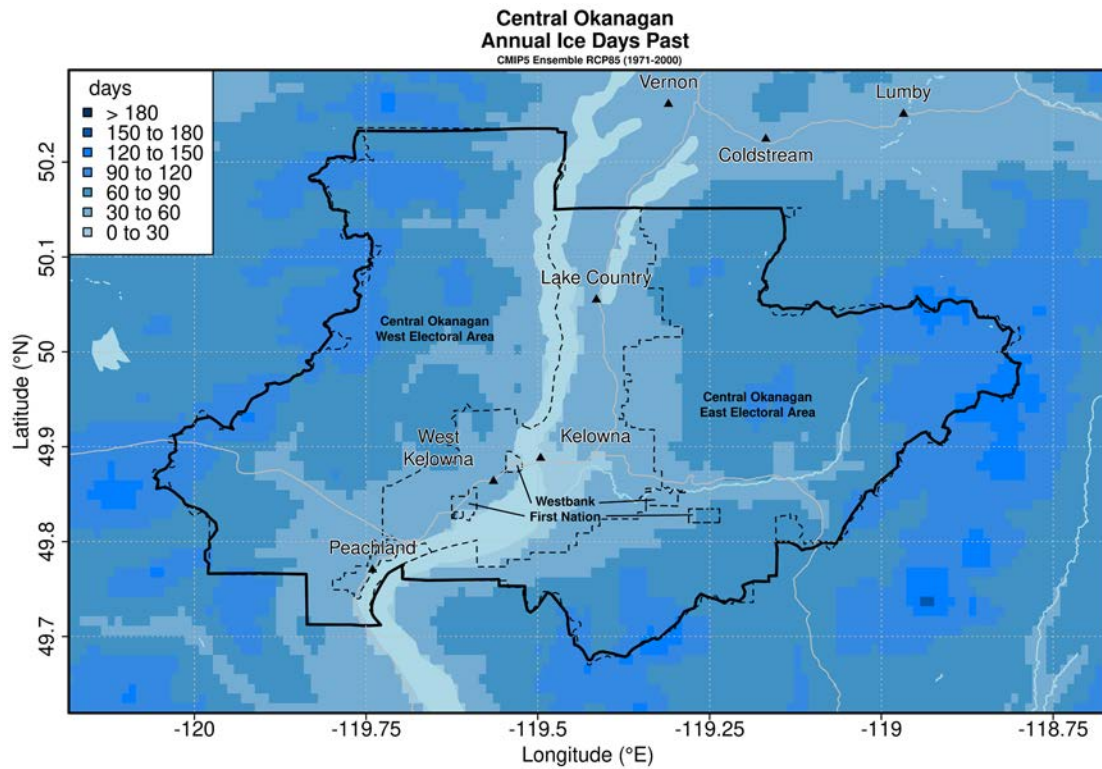 Central Okanagan
Annual Ice Days Past
CMIP5 Ensemble RCP85 (1971-2000)
days
> 180
150 to 180
120 to 150
90 to 120
60 to 90
30 to 60
0 to 30
Vernon
Lumby
Coldstream
Lake Country
Central Okanagan
West Electoral Area
Central Okanagan
East Electoral Area
West
Kelowna
Kelowna
Westbank
First Nation
Peachland
Latitude (°N)
50.2
50.1
50
49.9
49.8
49.7
-120
-119.75
-119.5
-119.25
-119
-118.75
Longitude (°E)